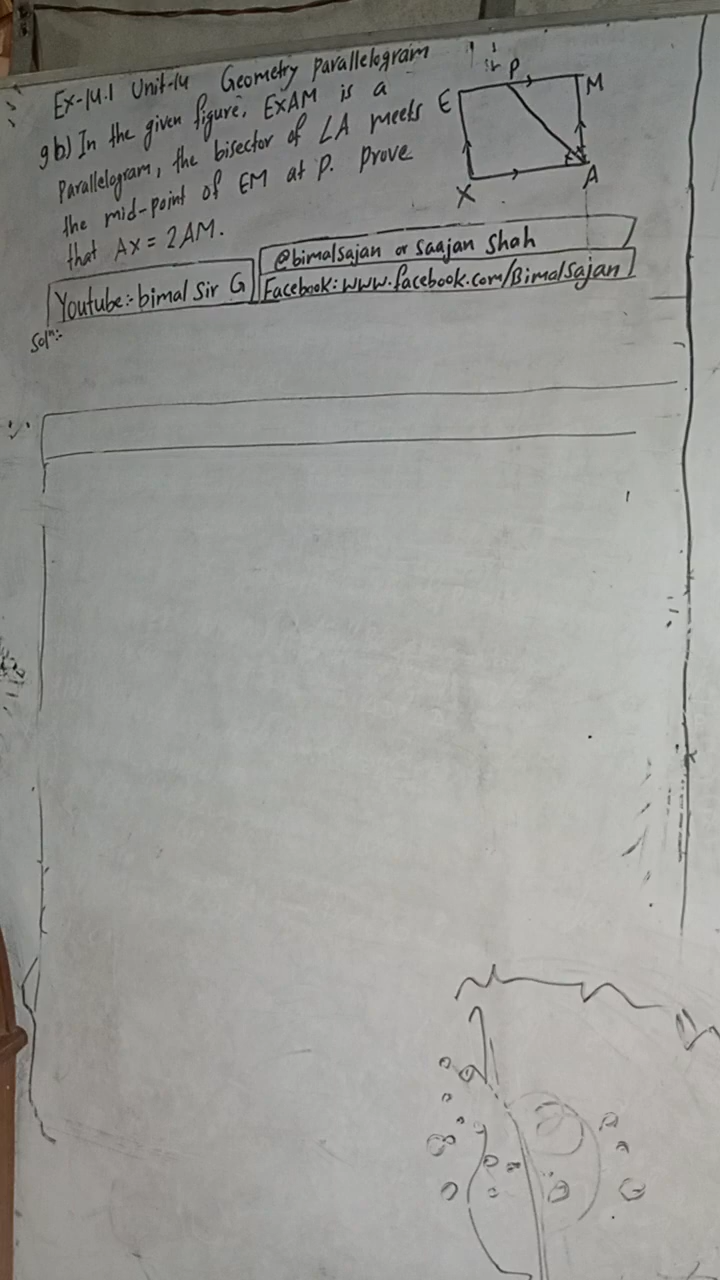 Ex-14.1 Unit-14 Geometry parallelogram
9b) In the given figure, EXAM is a
Parallelogram, the bisector of ∠A meets
the mid-point of EM at P. Prove
that AX = 2AM.
E
P
M
X
A
Youtube:- bimal Sir G
@bimalsajan or Saajan Shah
Facebook: www.facebook.com/Bimalsajan
Solⁿ:-